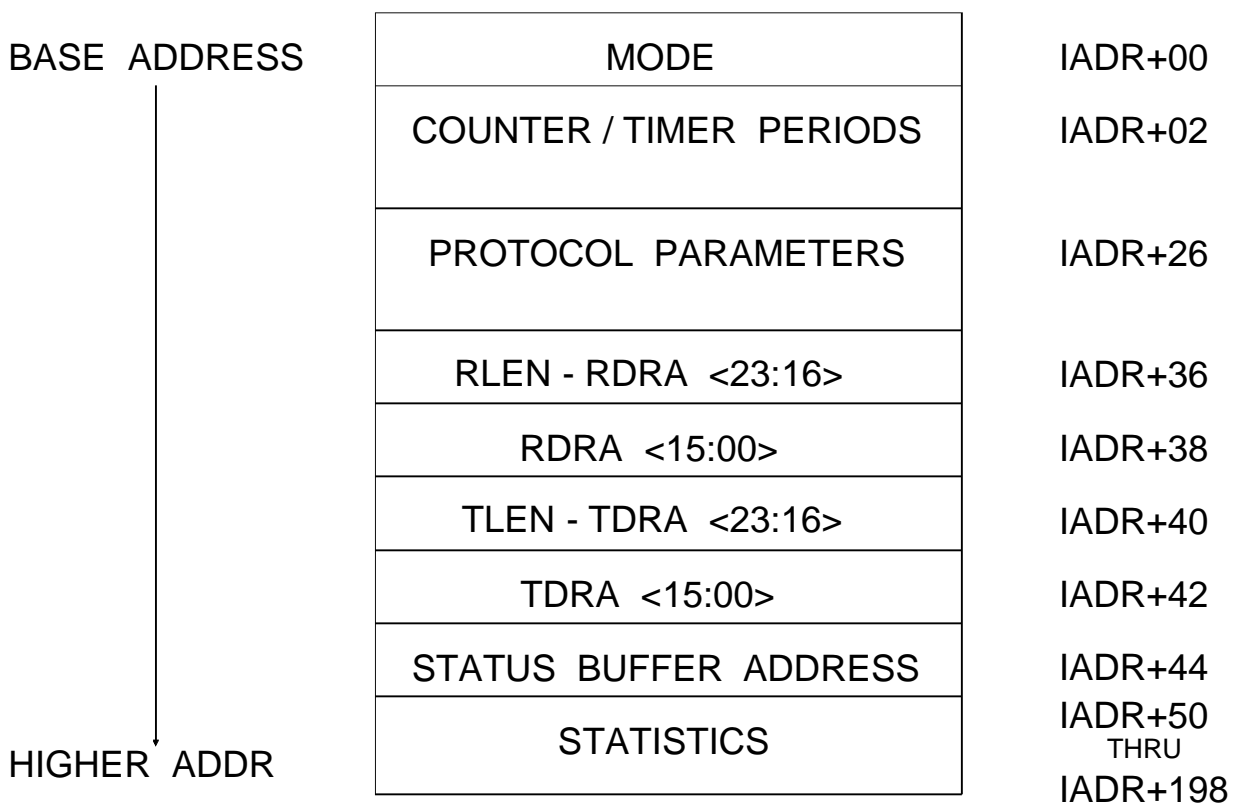 BASE ADDRESS MODE IADR+00
COUNTER / TIMER PERIODS IADR+02
PROTOCOL PARAMETERS IADR+26
RLEN - RDRA <23:16> IADR+36
RDRA <15:00> IADR+38
TLEN - TDRA <23:16> IADR+40
TDRA <15:00> IADR+42
STATUS BUFFER ADDRESS IADR+44
IADR+50
STATISTICS THRU
HIGHER ADDR IADR+198